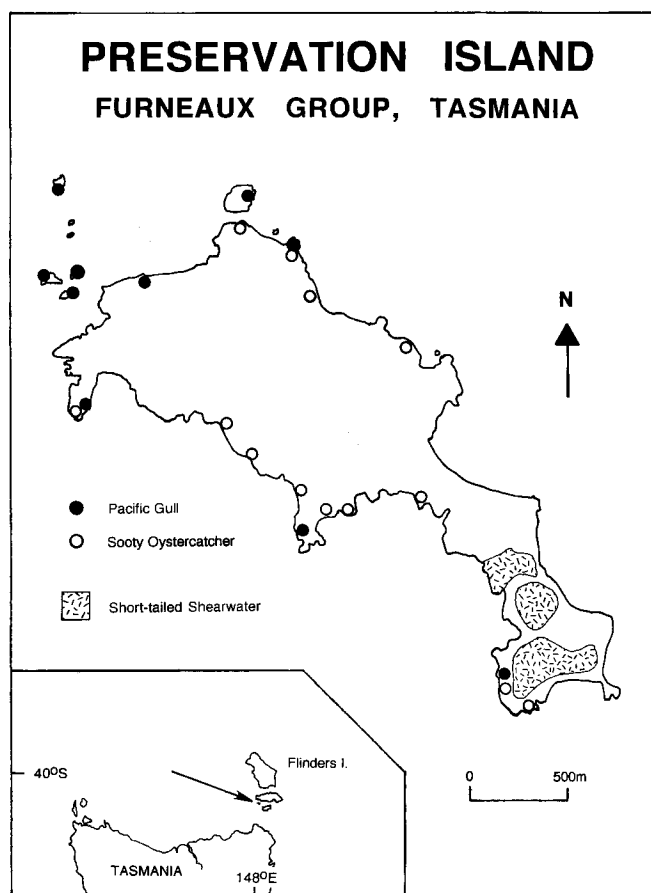 PRESERVATION ISLAND
FURNEAUX GROUP, TASMANIA
N
Pacific Gull
Sooty Oystercatcher
Short-tailed Shearwater
0 500m
Flinders I.
40°S
TASMANIA
148°E